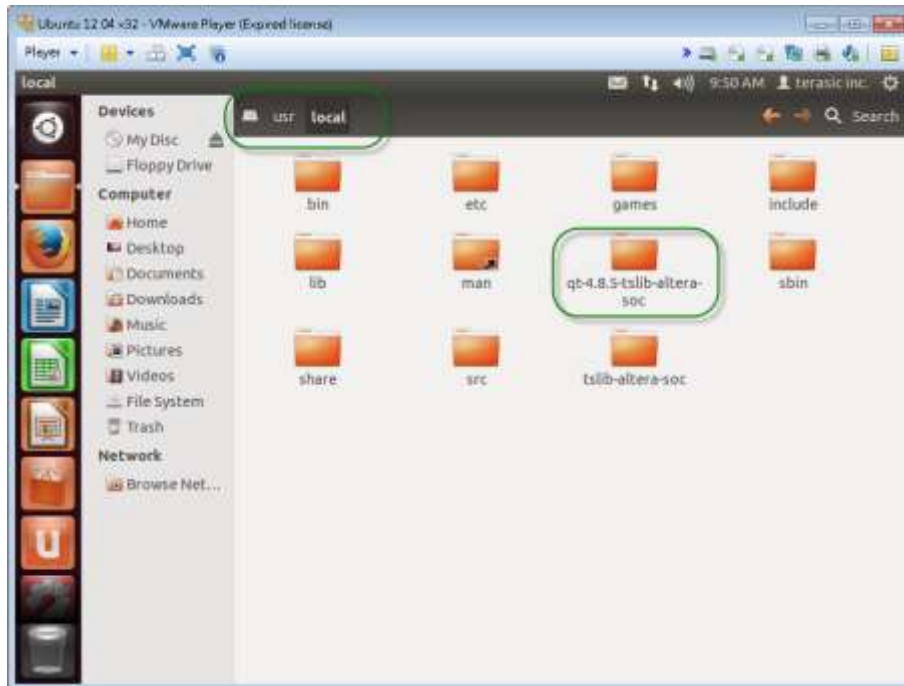 Ubuntu 12.04 x32 - VMware Player (Expired license)
Player
local
9:50 AM terasic inc.
Devices
My Disc
Floppy Drive
Computer
Home
Desktop
Documents
Downloads
Music
Pictures
Videos
File System
Trash
Network
Browse Net...
usr local
Search
bin etc games include
lib man qt-4.8.5-tslib-altera-
soc sbin
share src tslib-altera-soc